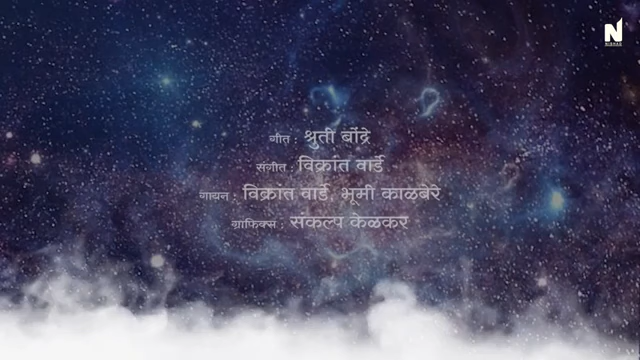 गीत : श्रुती बोंद्रे
संगीत : विक्रांत वार्डे
गायन : विक्रांत वार्डे, भूमी काळबेरे
ग्राफिक्स : संकल्प केळकर
N